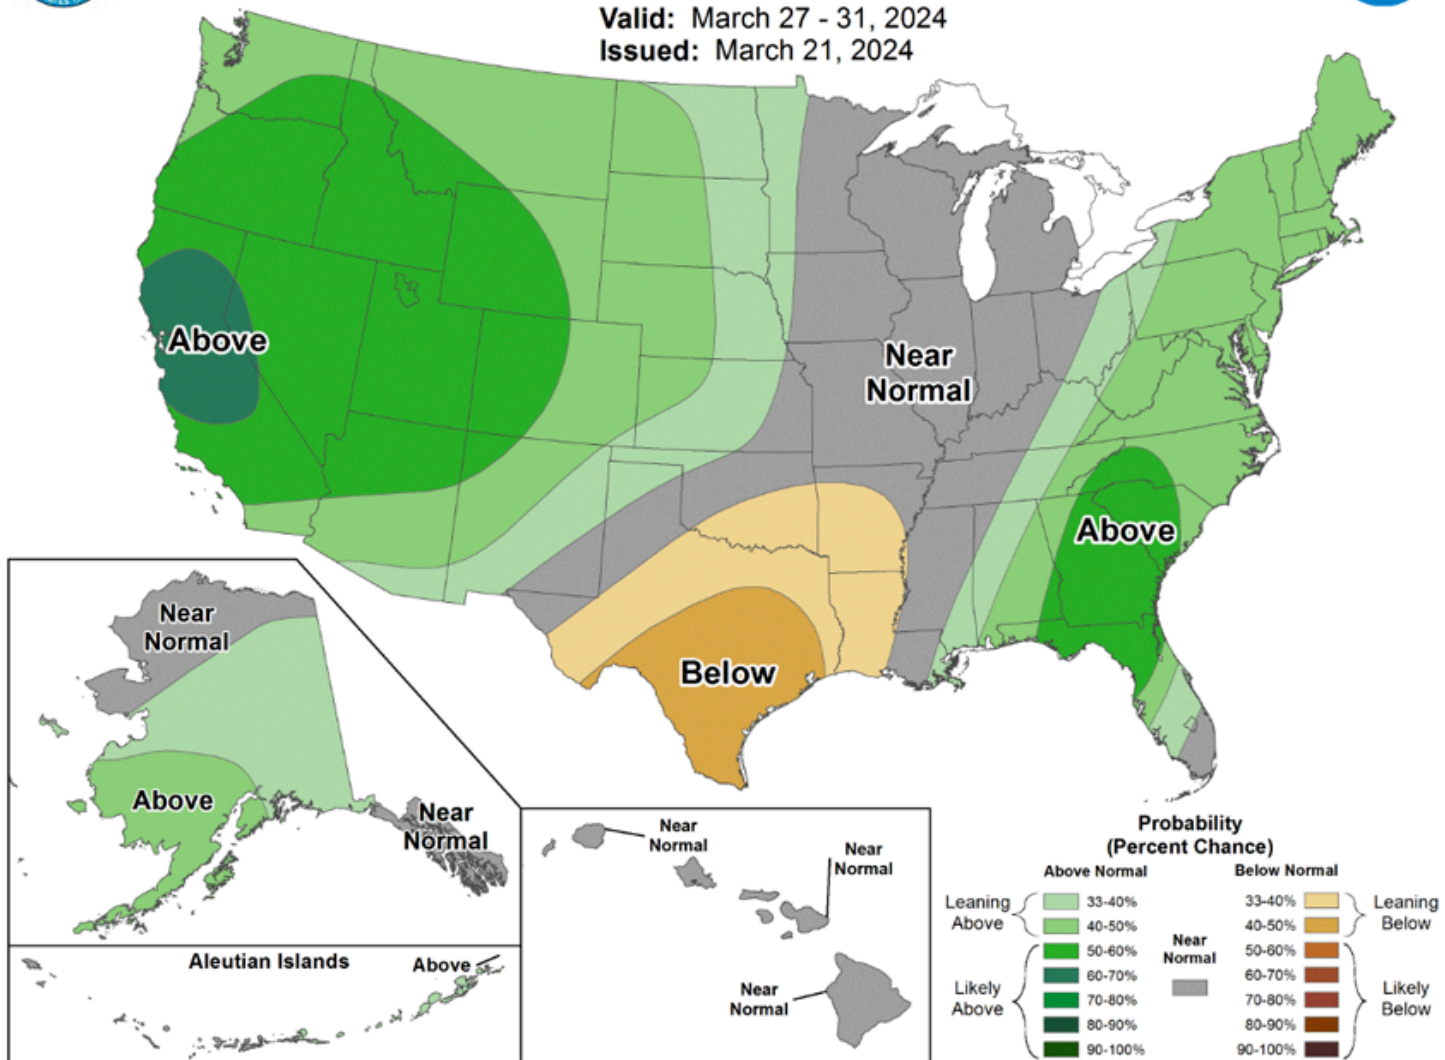 Valid: March 27 - 31, 2024
Issued: March 21, 2024
Above
Near
Normal
Above
Below
Near
Normal
Above
Near
Normal
Aleutian Islands
Above
Near
Normal
Near
Normal
Near
Normal
Probability
(Percent Chance)
Above Normal
Below Normal
Leaning
Above
33-40%
40-50%
Likely
Above
50-60%
60-70%
70-80%
80-90%
90-100%
Near
Normal
33-40%
40-50%
Leaning
Below
50-60%
60-70%
70-80%
80-90%
90-100%
Likely
Below